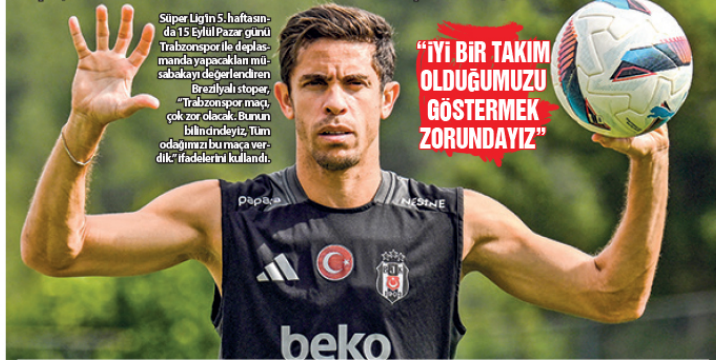 Süper Lig'in 5. haftasın-
da 15 Eylül Pazar günü
Trabzonspor ile deplas-
manda yapacakları mü-
sabakayı değerlendiren
Brezilyalı stoper,
"Trabzonspor maçı,
çok zor olacak. Bunun
bilincindeyiz, Tüm
odağımızı bu maça ver-
dik." ifadelerini kullandı.
"İYİ BİR TAKIM
OLDUĞUMUZU
GÖSTERMEK
ZORUNDAYIZ"
papara
NESİNE
beko